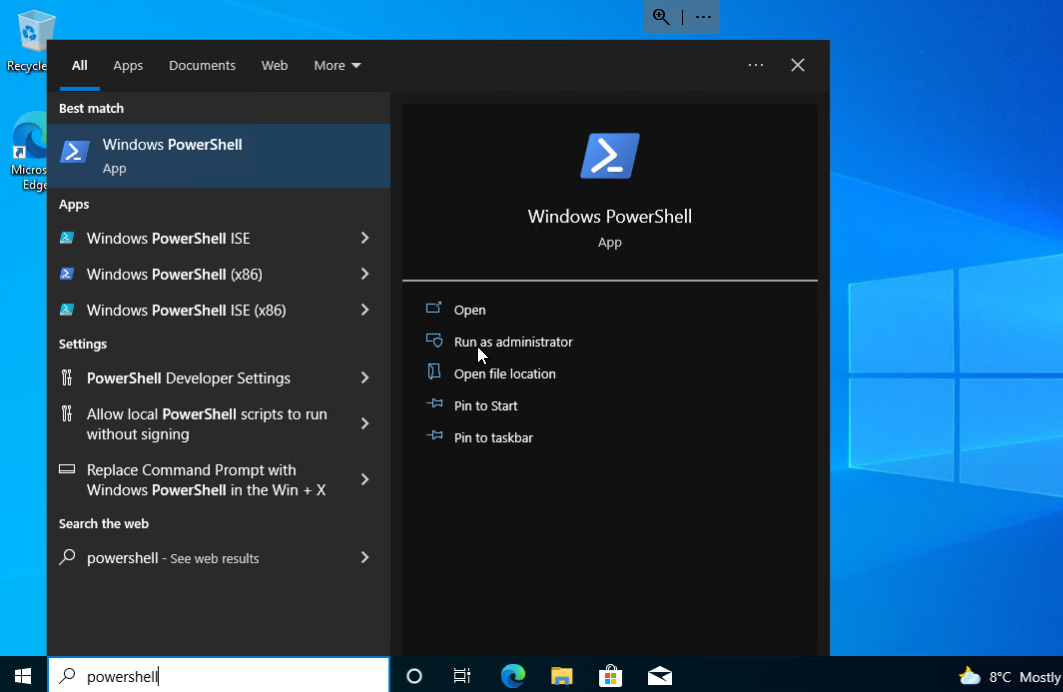 Recycle
Micros
Edge
All
Apps
Documents
Web
More
Best match
Windows PowerShell
App
Apps
Windows PowerShell ISE
Windows PowerShell (x86)
Windows PowerShell ISE (x86)
Settings
PowerShell Developer Settings
Allow local PowerShell scripts to run
without signing
Replace Command Prompt with
Windows PowerShell in the Win + X
Search the web
powershell - See web results
Windows PowerShell
App
Open
Run as administrator
Open file location
Pin to Start
Pin to taskbar
powershell
8°C Mostly